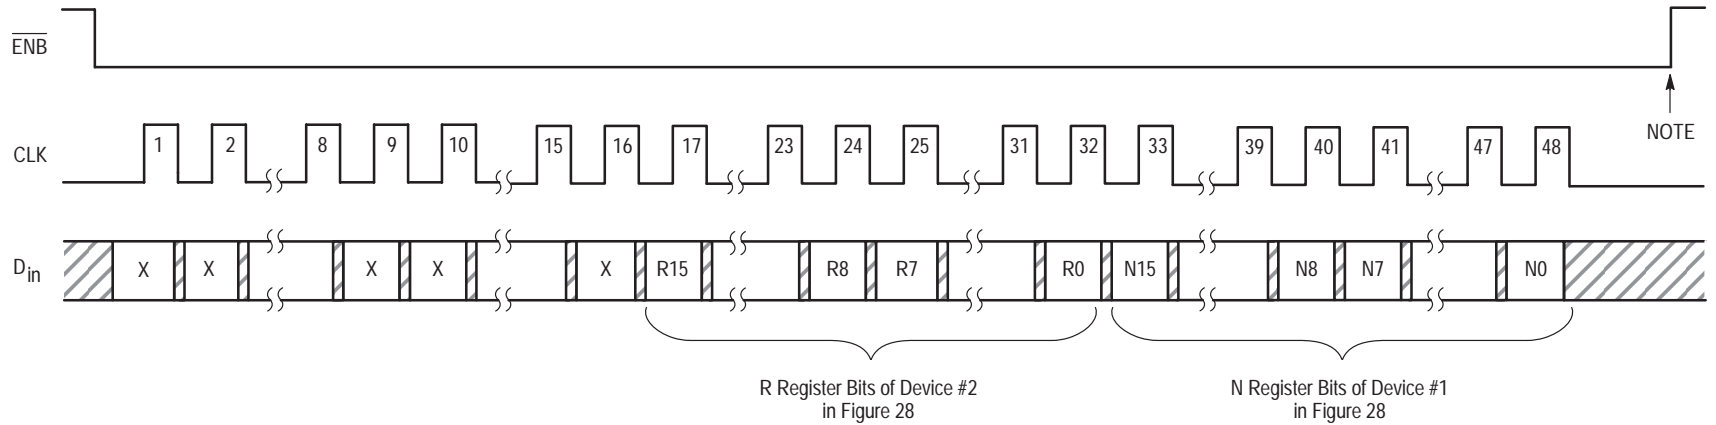 ENB
CLK
1 2 8 9 10 15 16 17 23 24 25 31 32 33 39 40 41 47 48
NOTE
Din
X X X X X R15 R8 R7 R0 N15 N8 N7 N0
R Register Bits of Device #2
in Figure 28
N Register Bits of Device #1
in Figure 28